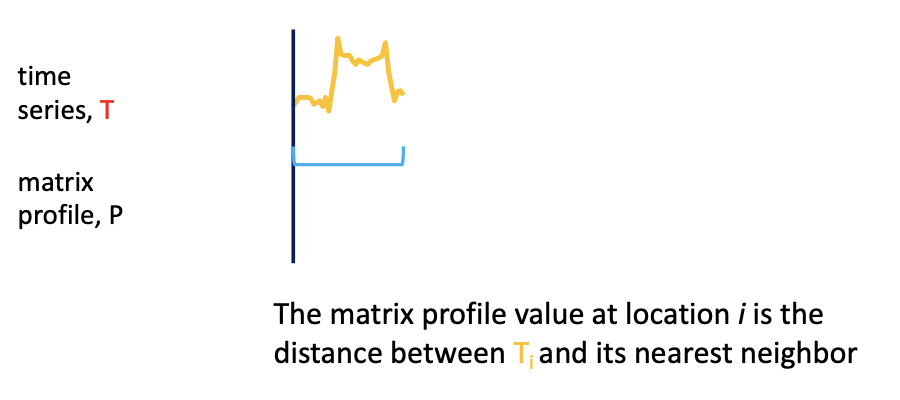 time
series, T
matrix
profile, P
The matrix profile value at location i is the
distance between Ti and its nearest neighbor